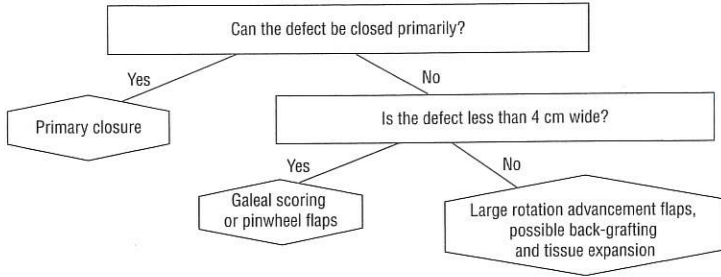 Can the defect be closed primarily?
Yes
No
Primary closure
Is the defect less than 4 cm wide?
Yes
No
Galeal scoring
or pinwheel flaps
Large rotation advancement flaps,
possible back-grafting
and tissue expansion